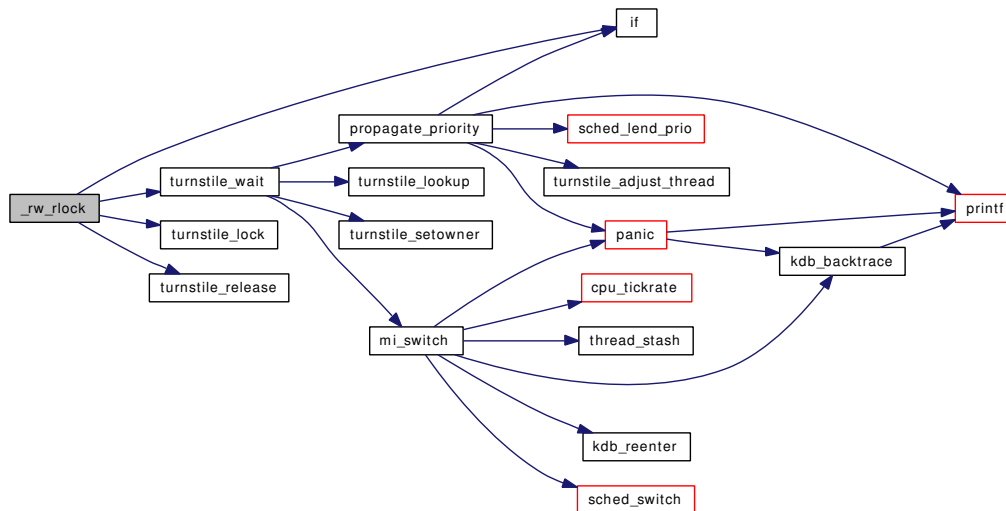 if
propagate_priority
sched_lend_prio
turnstile_wait
turnstile_lookup
turnstile_adjust_thread
_rw_rlock
printf
turnstile_lock
turnstile_setowner
panic
kdb_backtrace
turnstile_release
cpu_tickrate
mi_switch
thread_stash
kdb_reenter
sched_switch